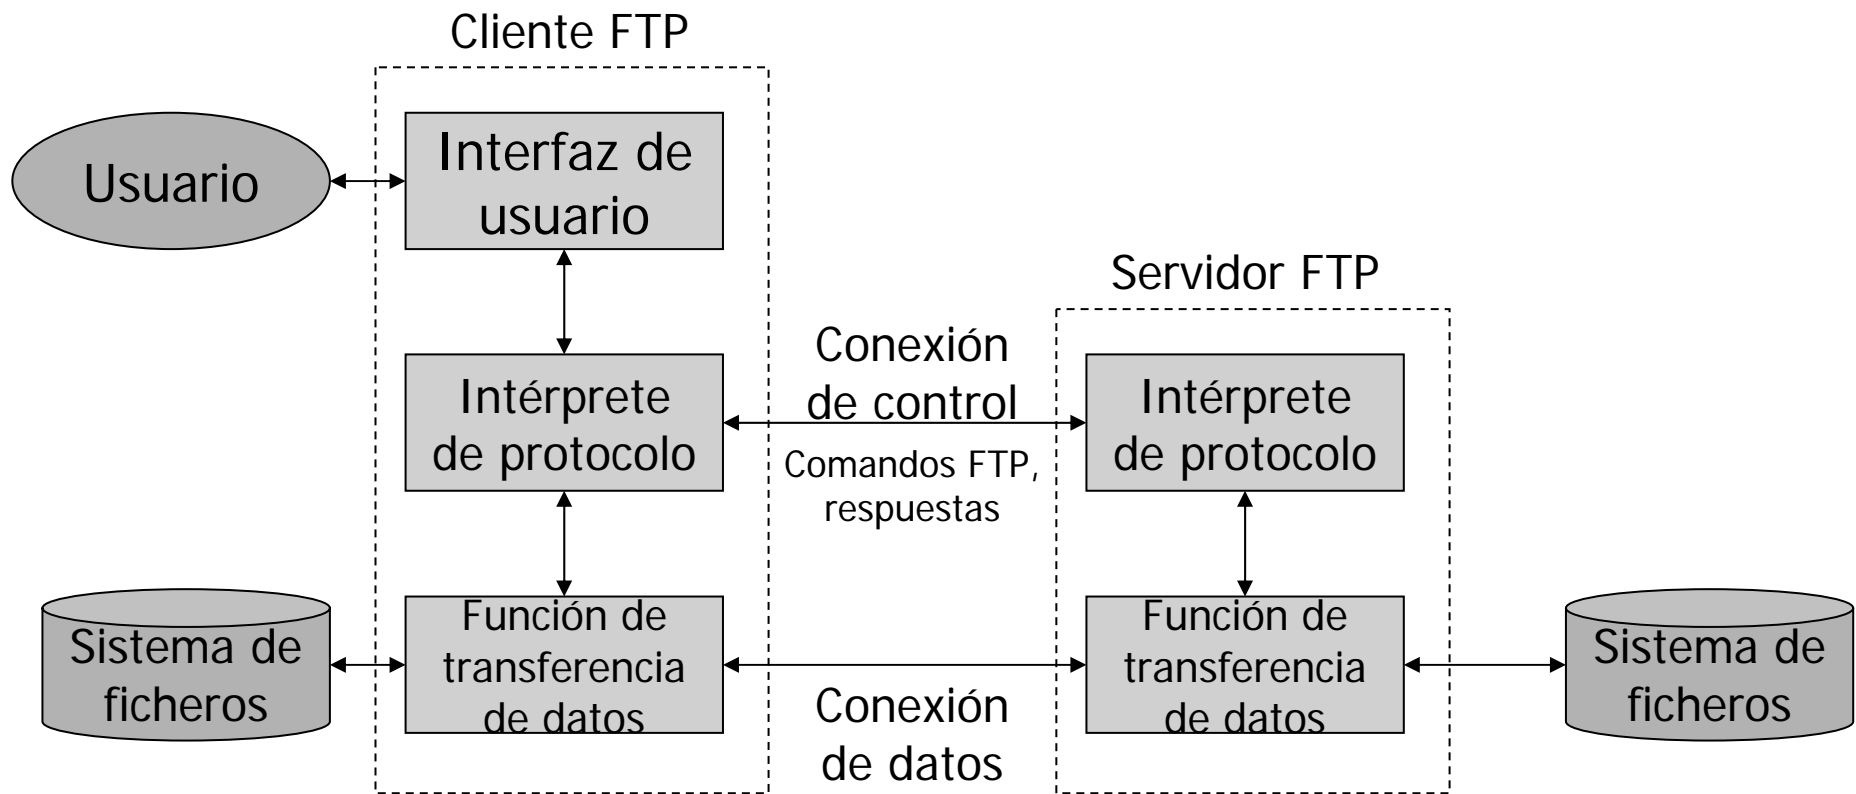 Cliente FTP
Usuario
Interfaz de
usuario
Servidor FTP
Conexión
de control
Intérprete
de protocolo
Intérprete
de protocolo
Comandos FTP,
respuestas
Sistema de
ficheros
Función de
transferencia
de datos
Función de
transferencia
de datos
Sistema de
ficheros
Conexión
de datos